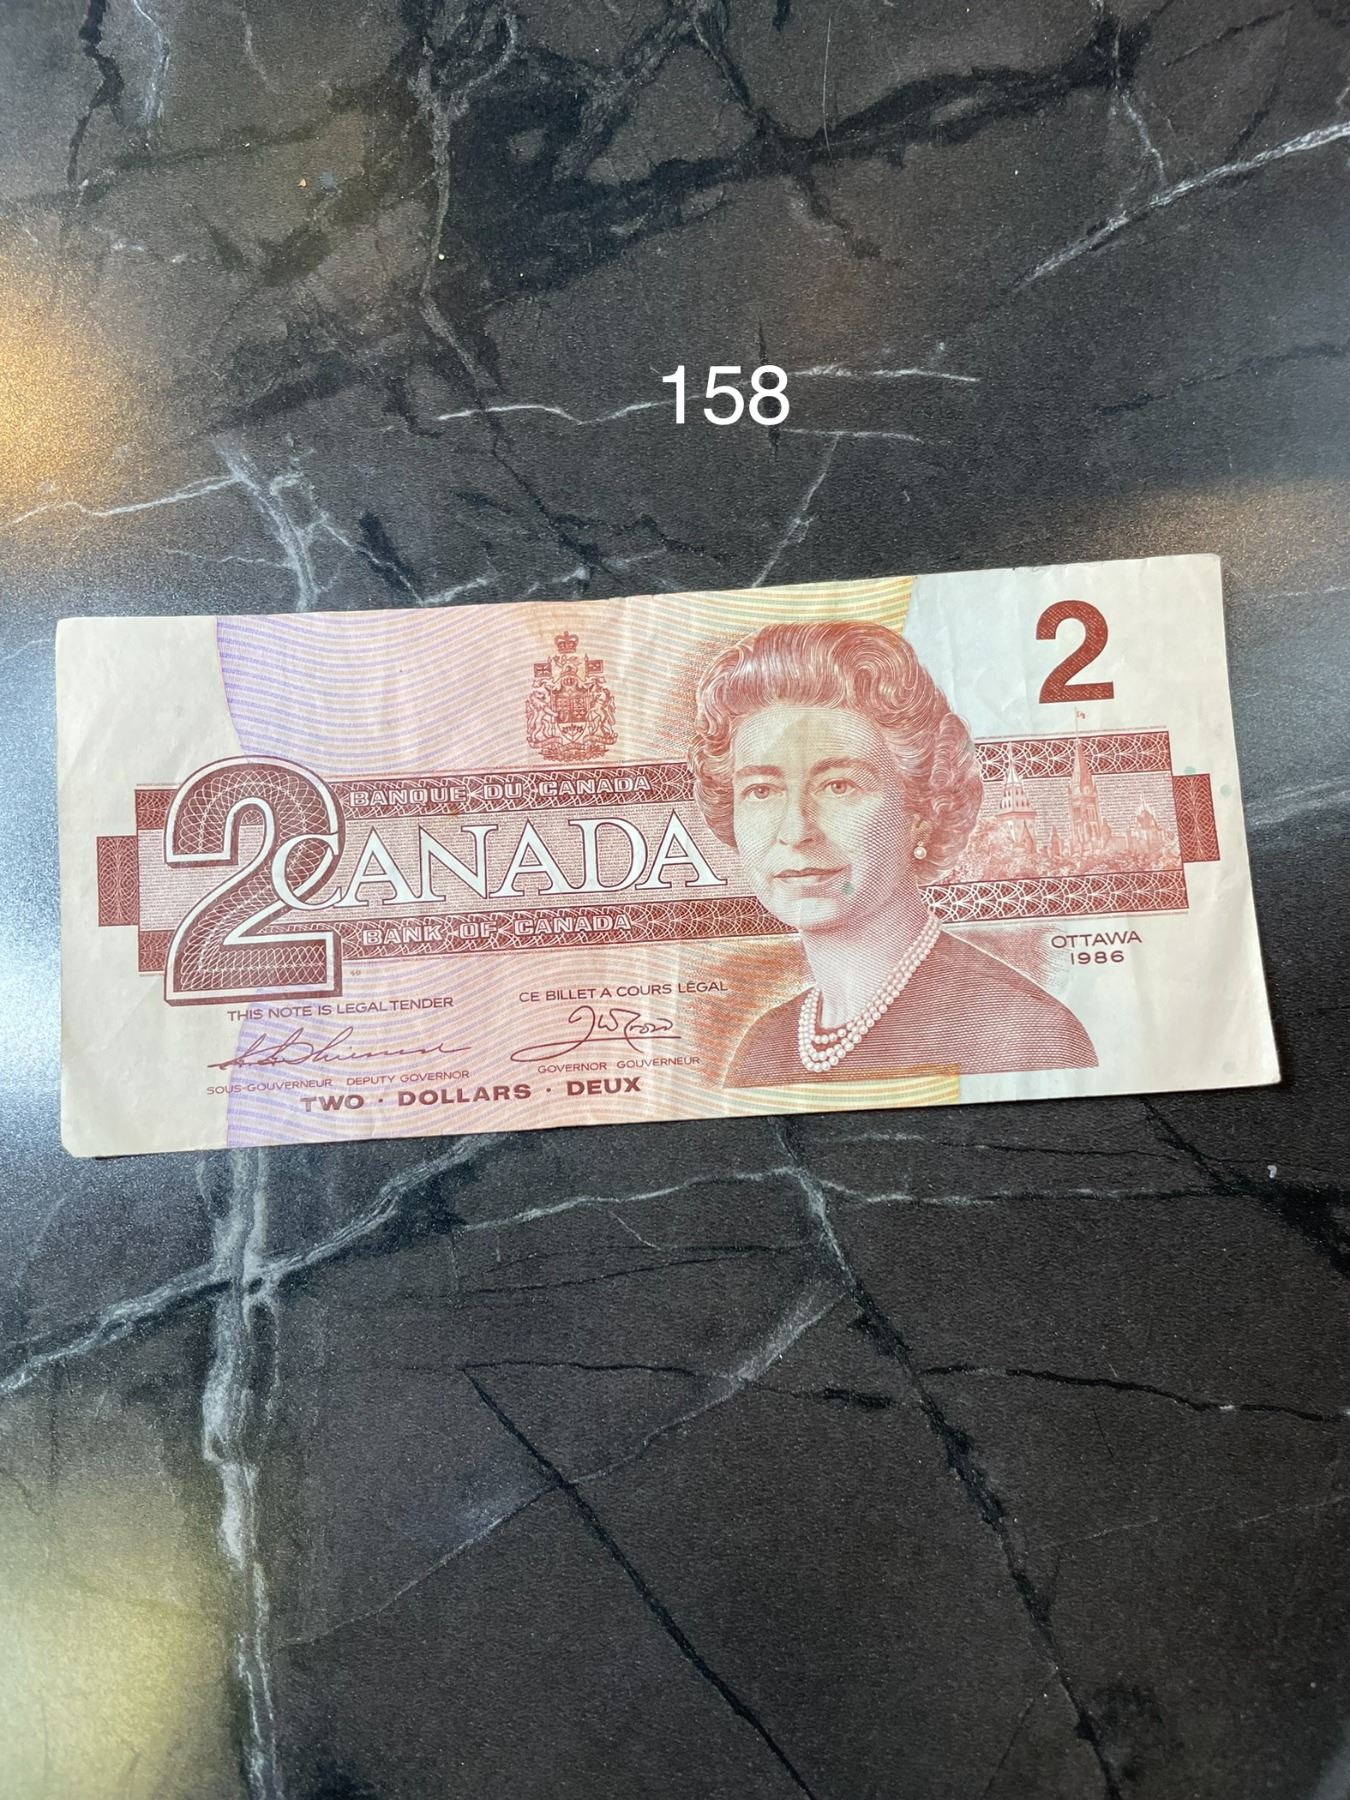 158
2
BANQUE DU CANADA
2 CANADA
BANK OF CANADA
OTTAWA
1986
THIS NOTE IS LEGAL TENDER
CE BILLET A COURS LÉGAL
SOUS-GOUVERNEUR DEPUTY GOVERNOR
GOVERNOR GOUVERNEUR
TWO · DOLLARS · DEUX